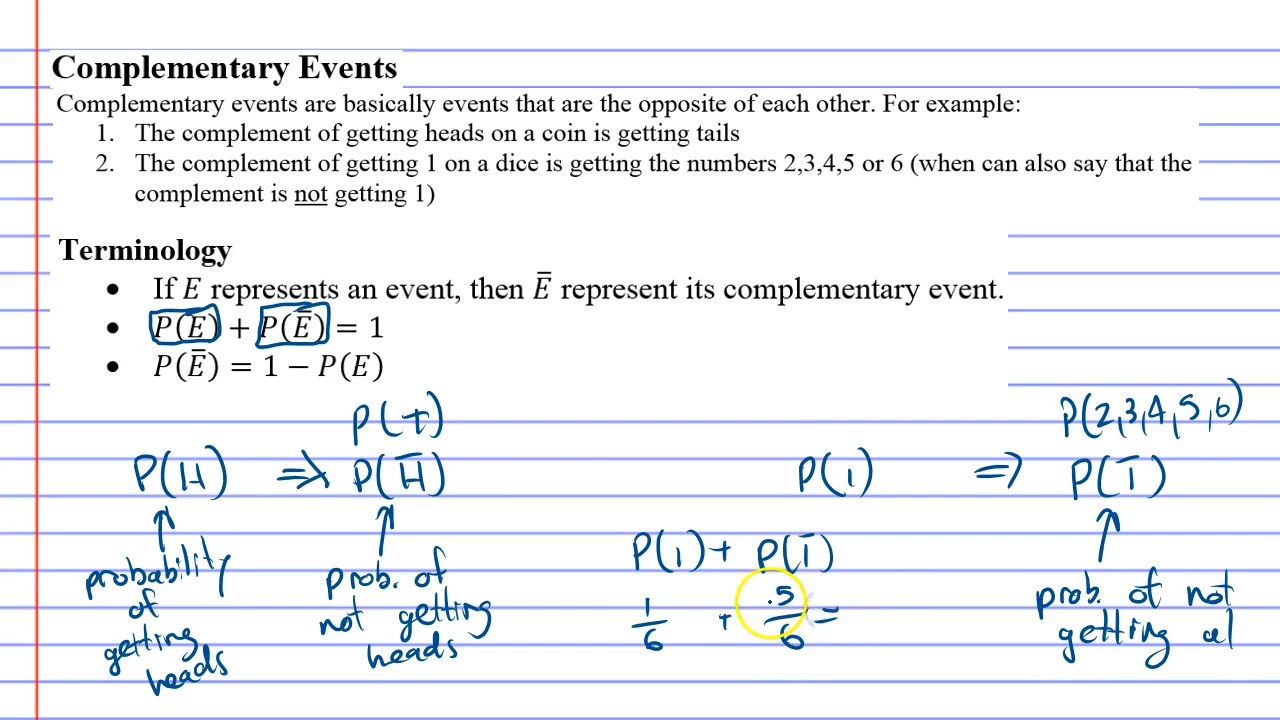 Complementary Events
Complementary events are basically events that are the opposite of each other. For example:
1. The complement of getting heads on a coin is getting tails
2. The complement of getting 1 on a dice is getting the numbers 2,3,4,5 or 6 (when can also say that the
complement is not getting 1)
Terminology
• If E represents an event, then Ē represent its complementary event.
• P(E) + P(Ē) = 1
• P(Ē) = 1 − P(E)
P(T)
P(H) ⇒ P(H̄)
probability
of
getting
heads
prob. of
not getting
heads
P(2,3,4,5,6)
P(1) ⇒ P(1̄)
P(1) + P(1̄)
1/6 + 5/6 =
prob. of not
getting a1